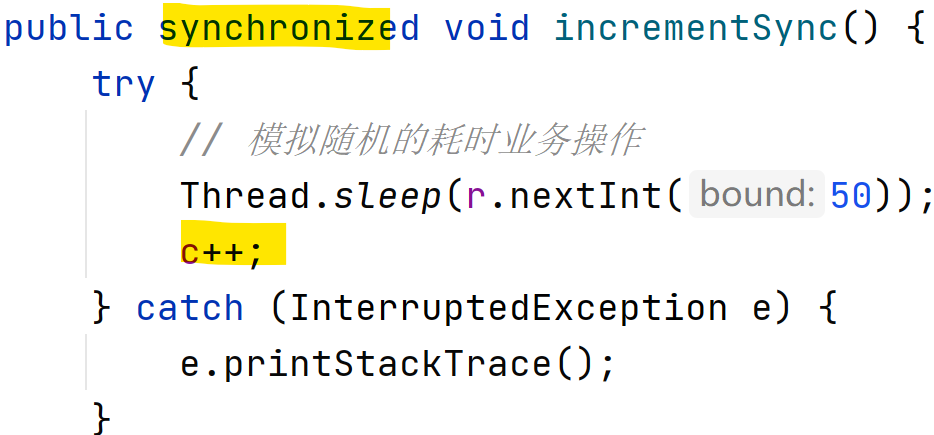 public synchronized void incrementSync() {
try {
// 模拟随机的耗时业务操作
Thread.sleep(r.nextInt( bound: 50));
c++;
} catch (InterruptedException e) {
e.printStackTrace();
}